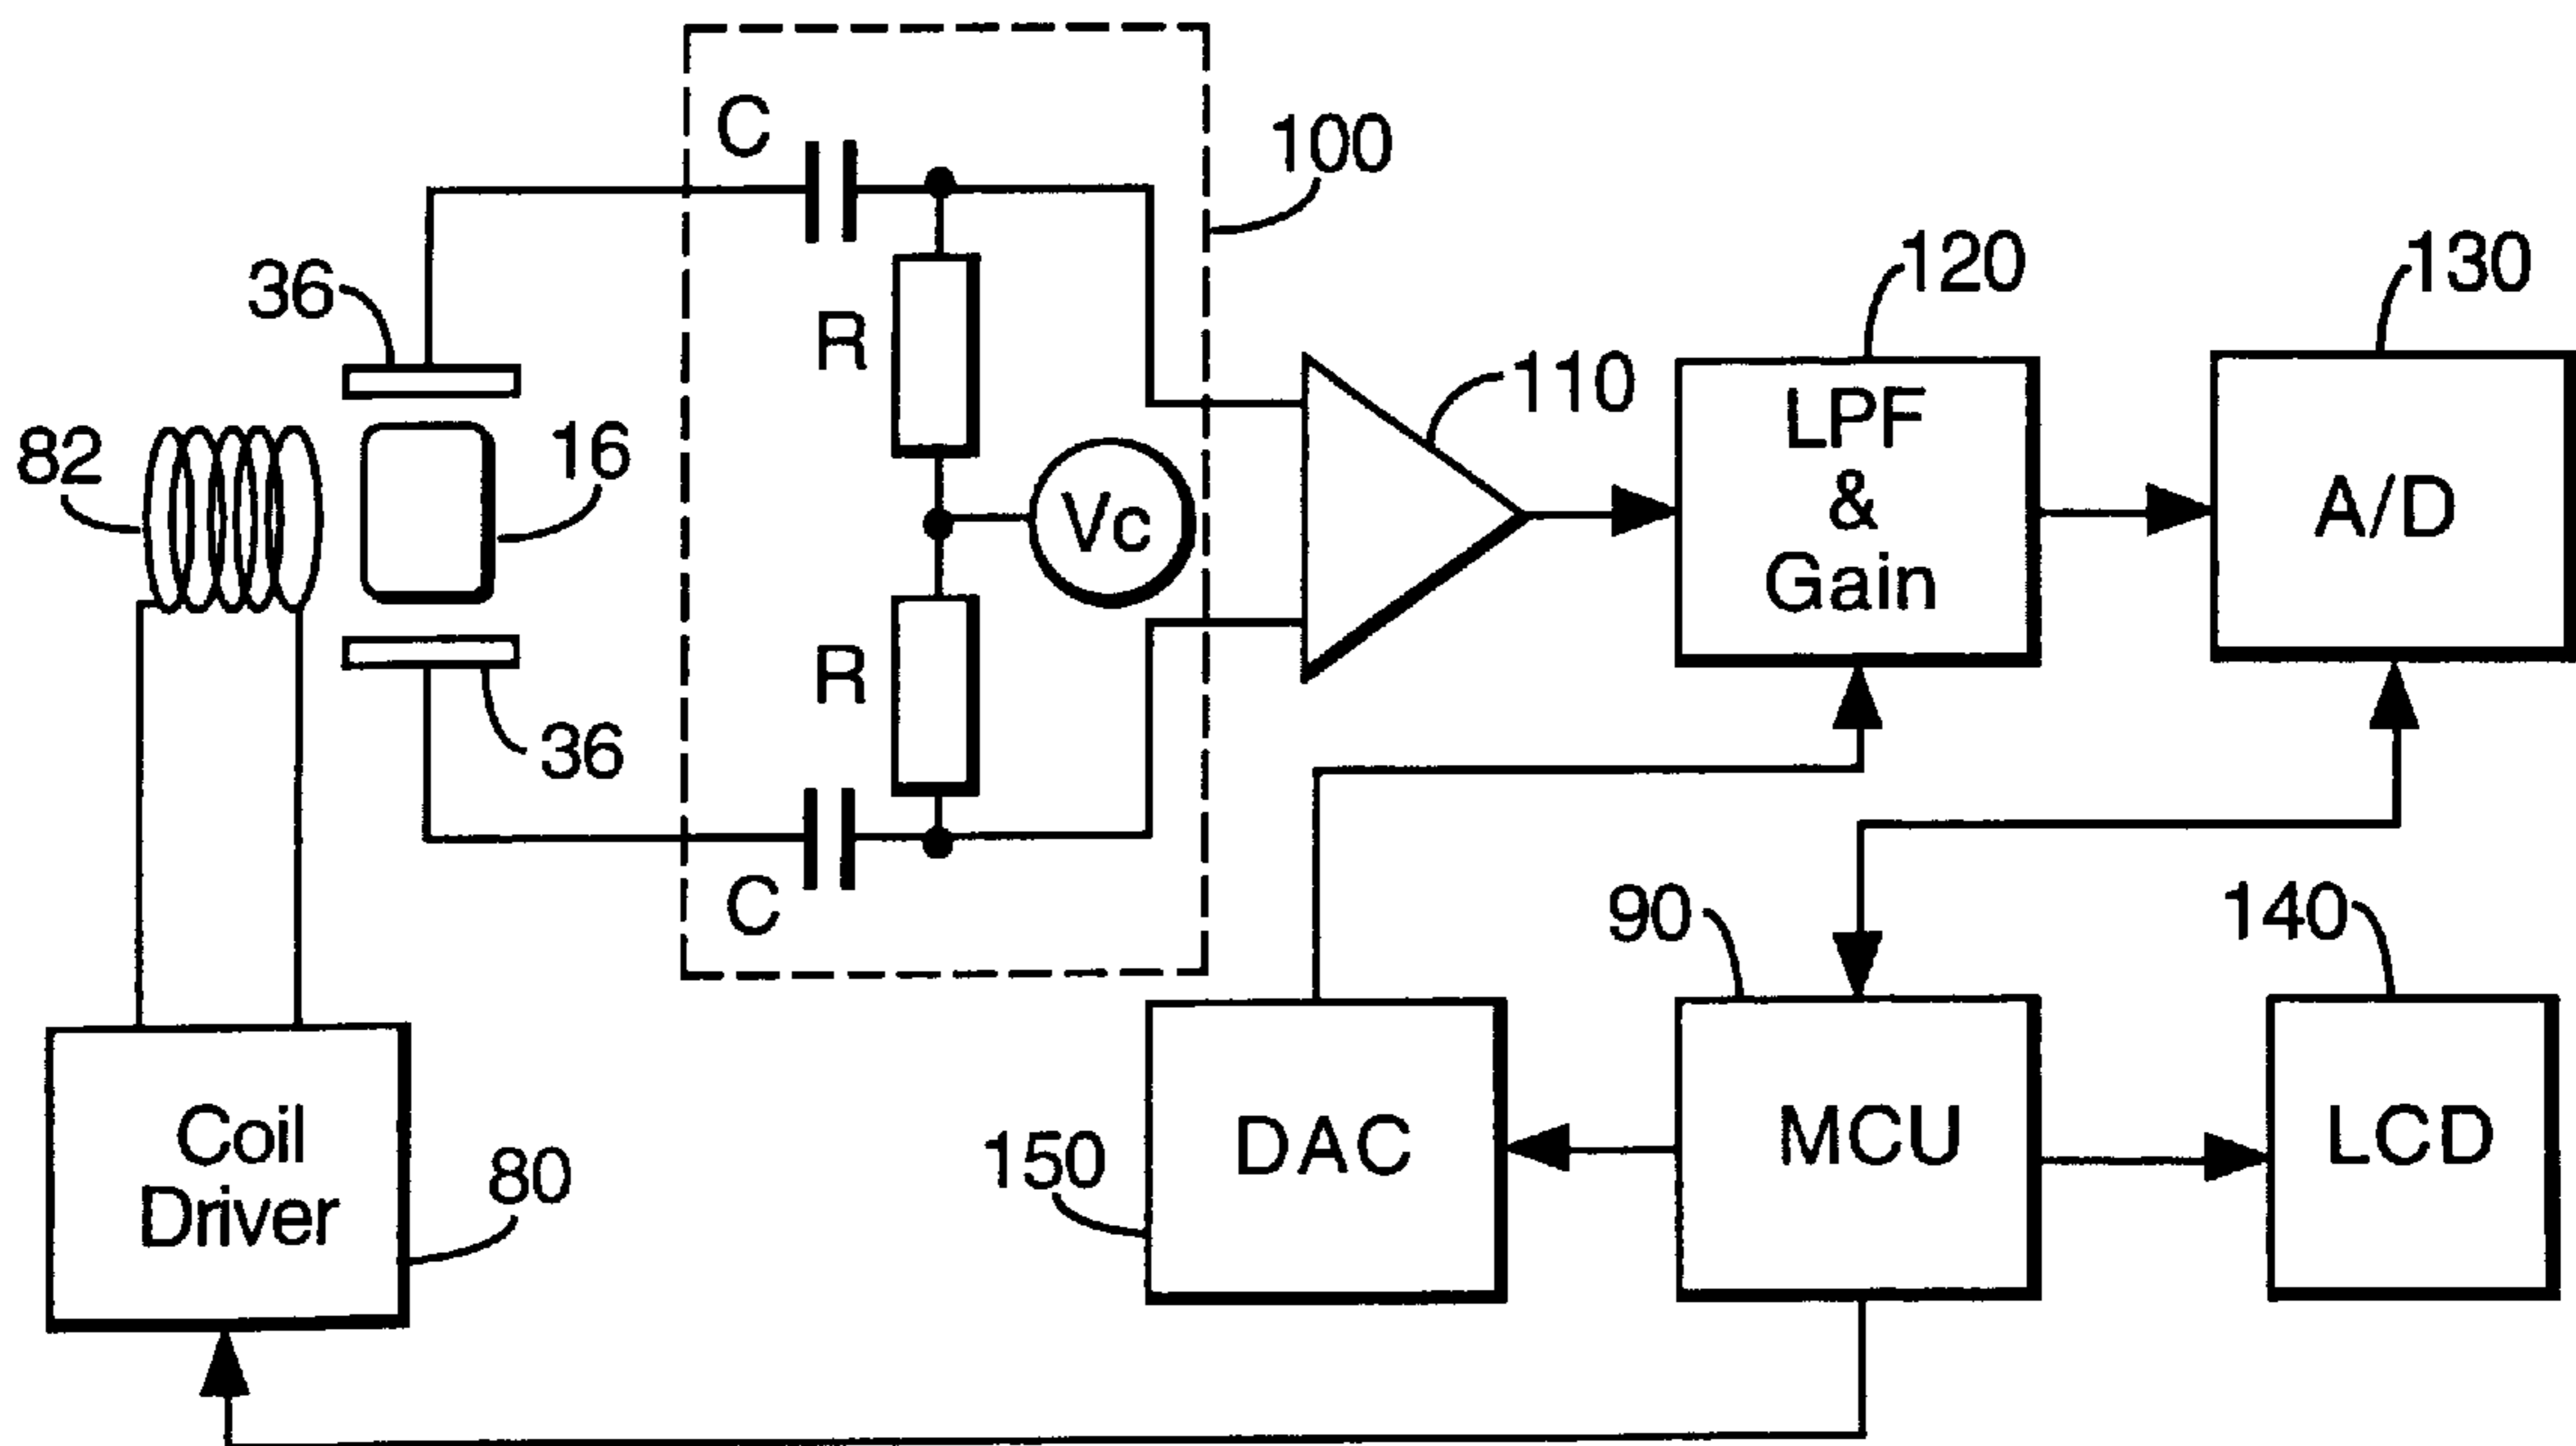 C
100
120
130
36
R
LPF
&
Gain
110
82
16
Vc
A/D
R
36
C
90
140
Coil
Driver
80
150
DAC
MCU
LCD